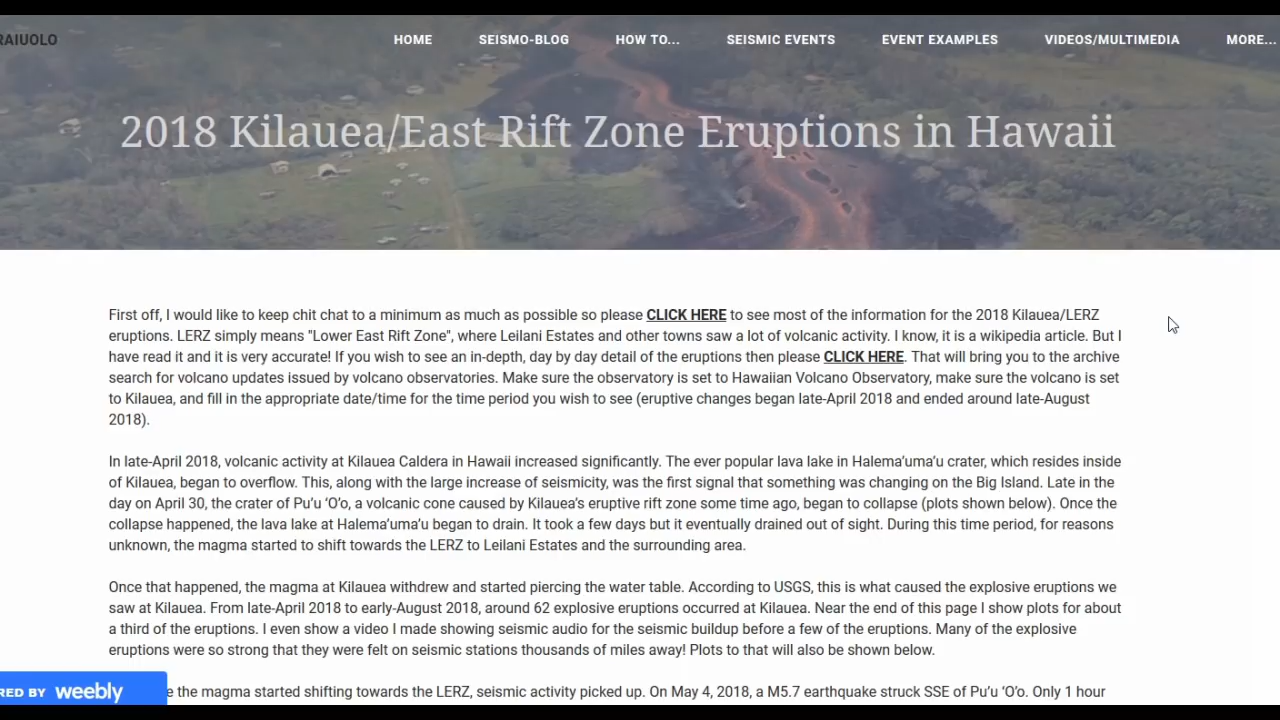 RAIUOLO HOME SEISMO-BLOG HOW TO... SEISMIC EVENTS EVENT EXAMPLES VIDEOS/MULTIMEDIA MORE...
2018 Kilauea/East Rift Zone Eruptions in Hawaii
First off, I would like to keep chit chat to a minimum as much as possible so please CLICK HERE to see most of the information for the 2018 Kilauea/LERZ
eruptions. LERZ simply means "Lower East Rift Zone", where Leilani Estates and other towns saw a lot of volcanic activity. I know, it is a wikipedia article. But I
have read it and it is very accurate! If you wish to see an in-depth, day by day detail of the eruptions then please CLICK HERE. That will bring you to the archive
search for volcano updates issued by volcano observatories. Make sure the observatory is set to Hawaiian Volcano Observatory, make sure the volcano is set
to Kilauea, and fill in the appropriate date/time for the time period you wish to see (eruptive changes began late-April 2018 and ended around late-August
2018).
In late-April 2018, volcanic activity at Kilauea Caldera in Hawaii increased significantly. The ever popular lava lake in Halema’uma’u crater, which resides inside
of Kilauea, began to overflow. This, along with the large increase of seismicity, was the first signal that something was changing on the Big Island. Late in the
day on April 30, the crater of Pu’u ‘O’o, a volcanic cone caused by Kilauea’s eruptive rift zone some time ago, began to collapse (plots shown below). Once the
collapse happened, the lava lake at Halema’uma’u began to drain. It took a few days but it eventually drained out of sight. During this time period, for reasons
unknown, the magma started to shift towards the LERZ to Leilani Estates and the surrounding area.
Once that happened, the magma at Kilauea withdrew and started piercing the water table. According to USGS, this is what caused the explosive eruptions we
saw at Kilauea. From late-April 2018 to early-August 2018, around 62 explosive eruptions occurred at Kilauea. Near the end of this page I show plots for about
a third of the eruptions. I even show a video I made showing seismic audio for the seismic buildup before a few of the eruptions. Many of the explosive
eruptions were so strong that they were felt on seismic stations thousands of miles away! Plots to that will also be shown below.
RED BY weebly e the magma started shifting towards the LERZ, seismic activity picked up. On May 4, 2018, a M5.7 earthquake struck SSE of Pu’u ‘O’o. Only 1 hour